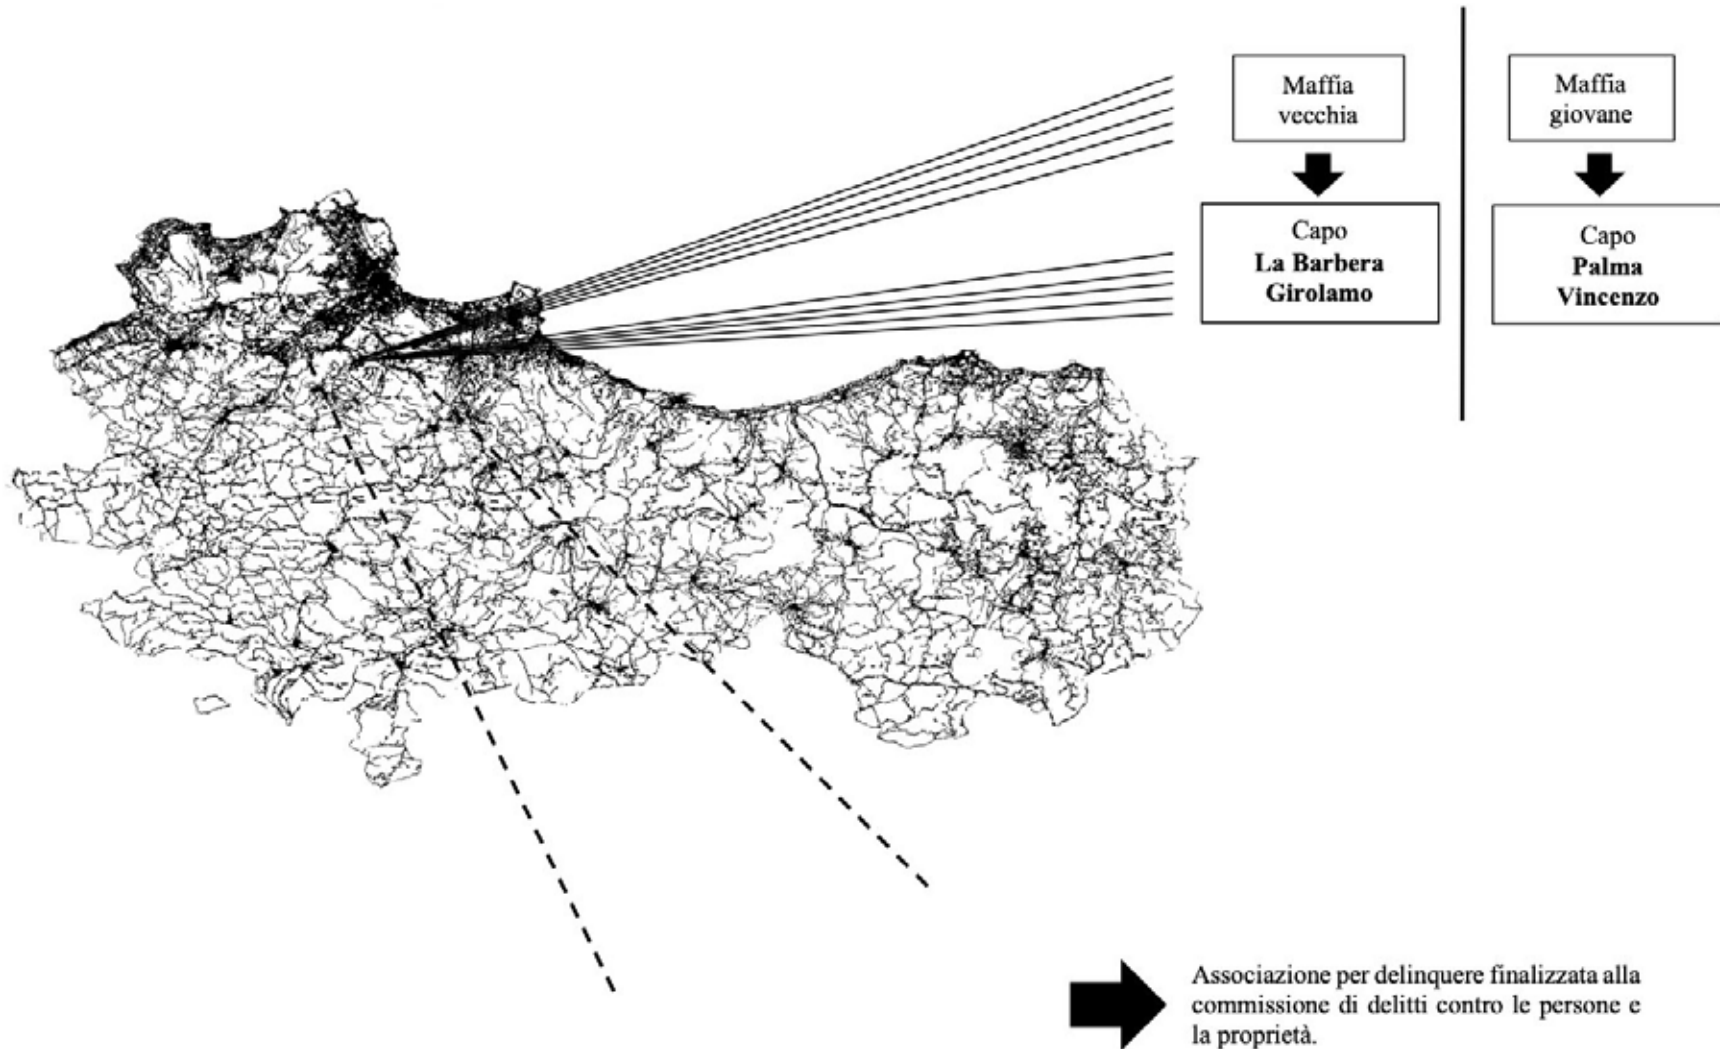 Maffia
vecchia
Capo
La Barbera
Girolamo
Maffia
giovane
Capo
Palma
Vincenzo
Associazione per delinquere finalizzata alla
commissione di delitti contro le persone e
la proprietà.